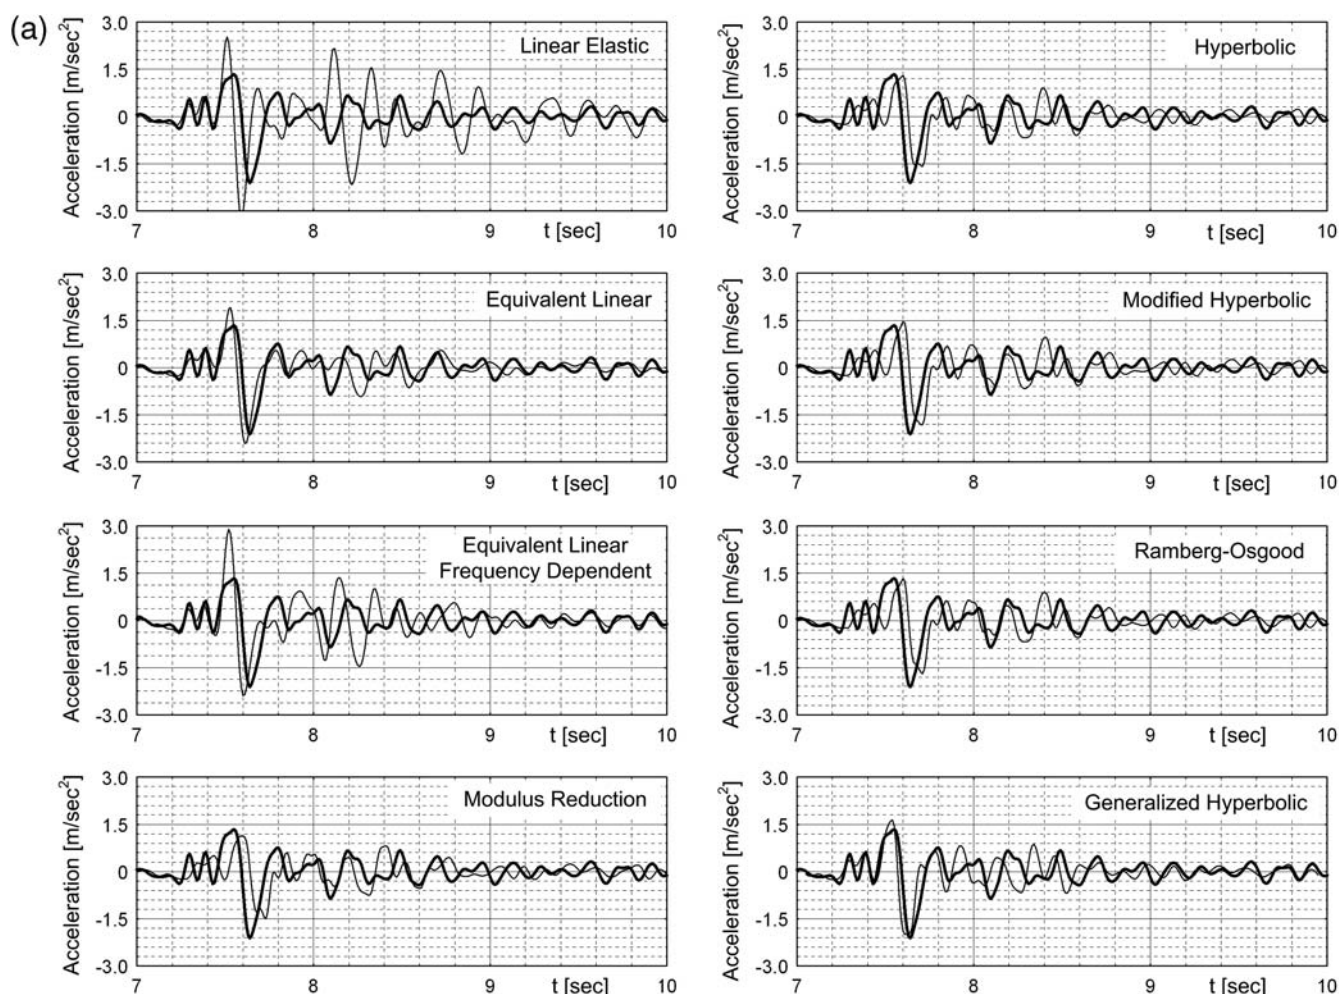 (a)
Acceleration [m/sec²]
3.0
1.5
0
-1.5
-3.0
Linear Elastic
7
8
9
t [sec]
10
Acceleration [m/sec²]
3.0
1.5
0
-1.5
-3.0
Hyperbolic
7
8
9
t [sec]
10
Acceleration [m/sec²]
3.0
1.5
0
-1.5
-3.0
Equivalent Linear
7
8
9
t [sec]
10
Acceleration [m/sec²]
3.0
1.5
0
-1.5
-3.0
Modified Hyperbolic
7
8
9
t [sec]
10
Acceleration [m/sec²]
3.0
1.5
0
-1.5
-3.0
Equivalent Linear
Frequency Dependent
7
8
9
t [sec]
10
Acceleration [m/sec²]
3.0
1.5
0
-1.5
-3.0
Ramberg-Osgood
7
8
9
t [sec]
10
Acceleration [m/sec²]
3.0
1.5
0
-1.5
-3.0
Modulus Reduction
7
8
9
t [sec]
10
Acceleration [m/sec²]
3.0
1.5
0
-1.5
-3.0
Generalized Hyperbolic
7
8
9
t [sec]
10